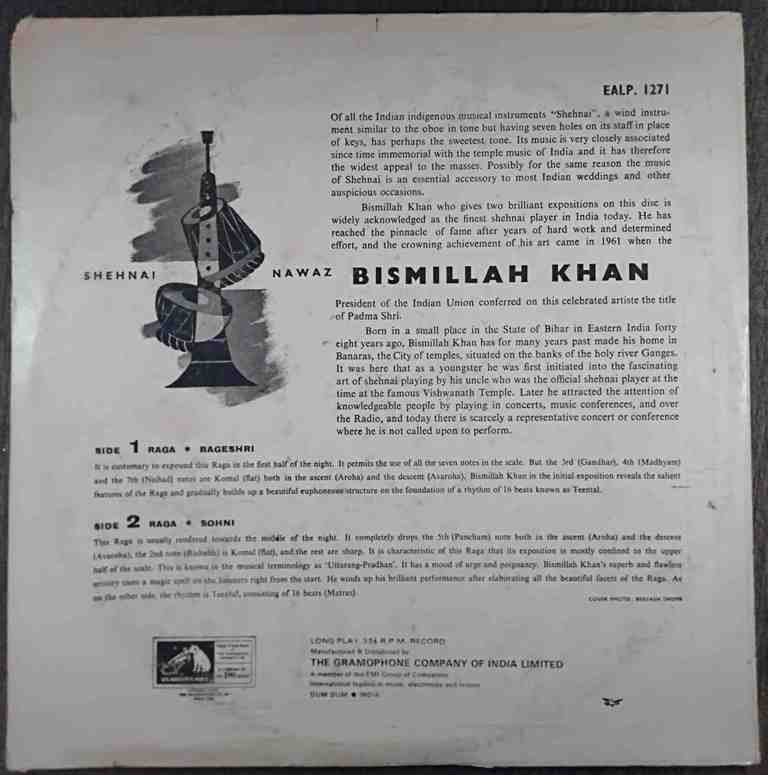 EALP. 1271
Of all the Indian indigenous musical instruments "Shehnai", a wind instru-
ment similar to the oboe in tone but having seven holes on its staff in place
of keys, has perhaps the sweetest tone. Its music is very closely associated
since time immemorial with the temple music of India and it has therefore
the widest appeal to the masses. Possibly for the same reason the music
of Shehnai is an essential accessory to most Indian weddings and other
auspicious occasions.
Bismillah Khan who gives two brilliant expositions on this disc is
widely acknowledged as the finest shehnai player in India today. He has
reached the pinnacle of fame after years of hard work and determined
effort, and the crowning achievement of his art came in 1961 when the
SHEHNAI NAWAZ BISMILLAH KHAN
President of the Indian Union conferred on this celebrated artiste the title
of Padma Shri.
Born in a small place in the State of Bihar in Eastern India forty
eight years ago, Bismillah Khan has for many years past made his home in
Banaras, the City of temples, situated on the banks of the holy river Ganges.
It was here that as a youngster he was first initiated into the fascinating
art of shehnai playing by his uncle who was the official shehnai player at the
time at the famous Vishwanath Temple. Later he attracted the attention of
knowledgeable people by playing in concerts, music conferences, and over
the Radio, and today there is scarcely a representative concert or conference
where he is not called upon to perform.
SIDE 1 RAGA • RAGESHRI
It is customary to expound this Raga in the first half of the night. It permits the use of all the seven notes in the scale. But the 3rd (Gandhar), 4th (Madhyam)
and the 7th (Nishad) notes are Komal (flat) both in the ascent (Aroha) and the descent (Avaroha). Bismillah Khan in the initial exposition reveals the salient
features of the Raga and gradually builds up a beautiful euphoneous structure on the foundation of a rhythm of 16 beats known as Teental.
SIDE 2 RAGA • SOHNI
This Raga is usually rendered towards the middle of the night. It completely drops the 5th (Pancham) note both in the ascent (Aroha) and the descent
(Avaroha), the 2nd note (Rishabh) is Komal (flat), and the rest are sharp. It is characteristic of this Raga that its exposition is mostly confined to the upper
half of the scale. This is known in the musical terminology as 'Uttarang-Pradhan'. It has a mood of urge and poignancy. Bismillah Khan's superb and flawless
artistry casts a magic spell on the listeners right from the start. He winds up his brilliant performance after elaborating all the beautiful facets of the Raga. As
on the other side, the rhythm is Teental, consisting of 16 beats (Matras)
COVER PHOTO:
LONG PLAY 33⅓ R.P.M. RECORD
Manufactured & Distributed by
THE GRAMOPHONE COMPANY OF INDIA LIMITED
A member of the EMI Group of Companies
International leaders in music, electronics and leisure
DUM DUM • INDIA